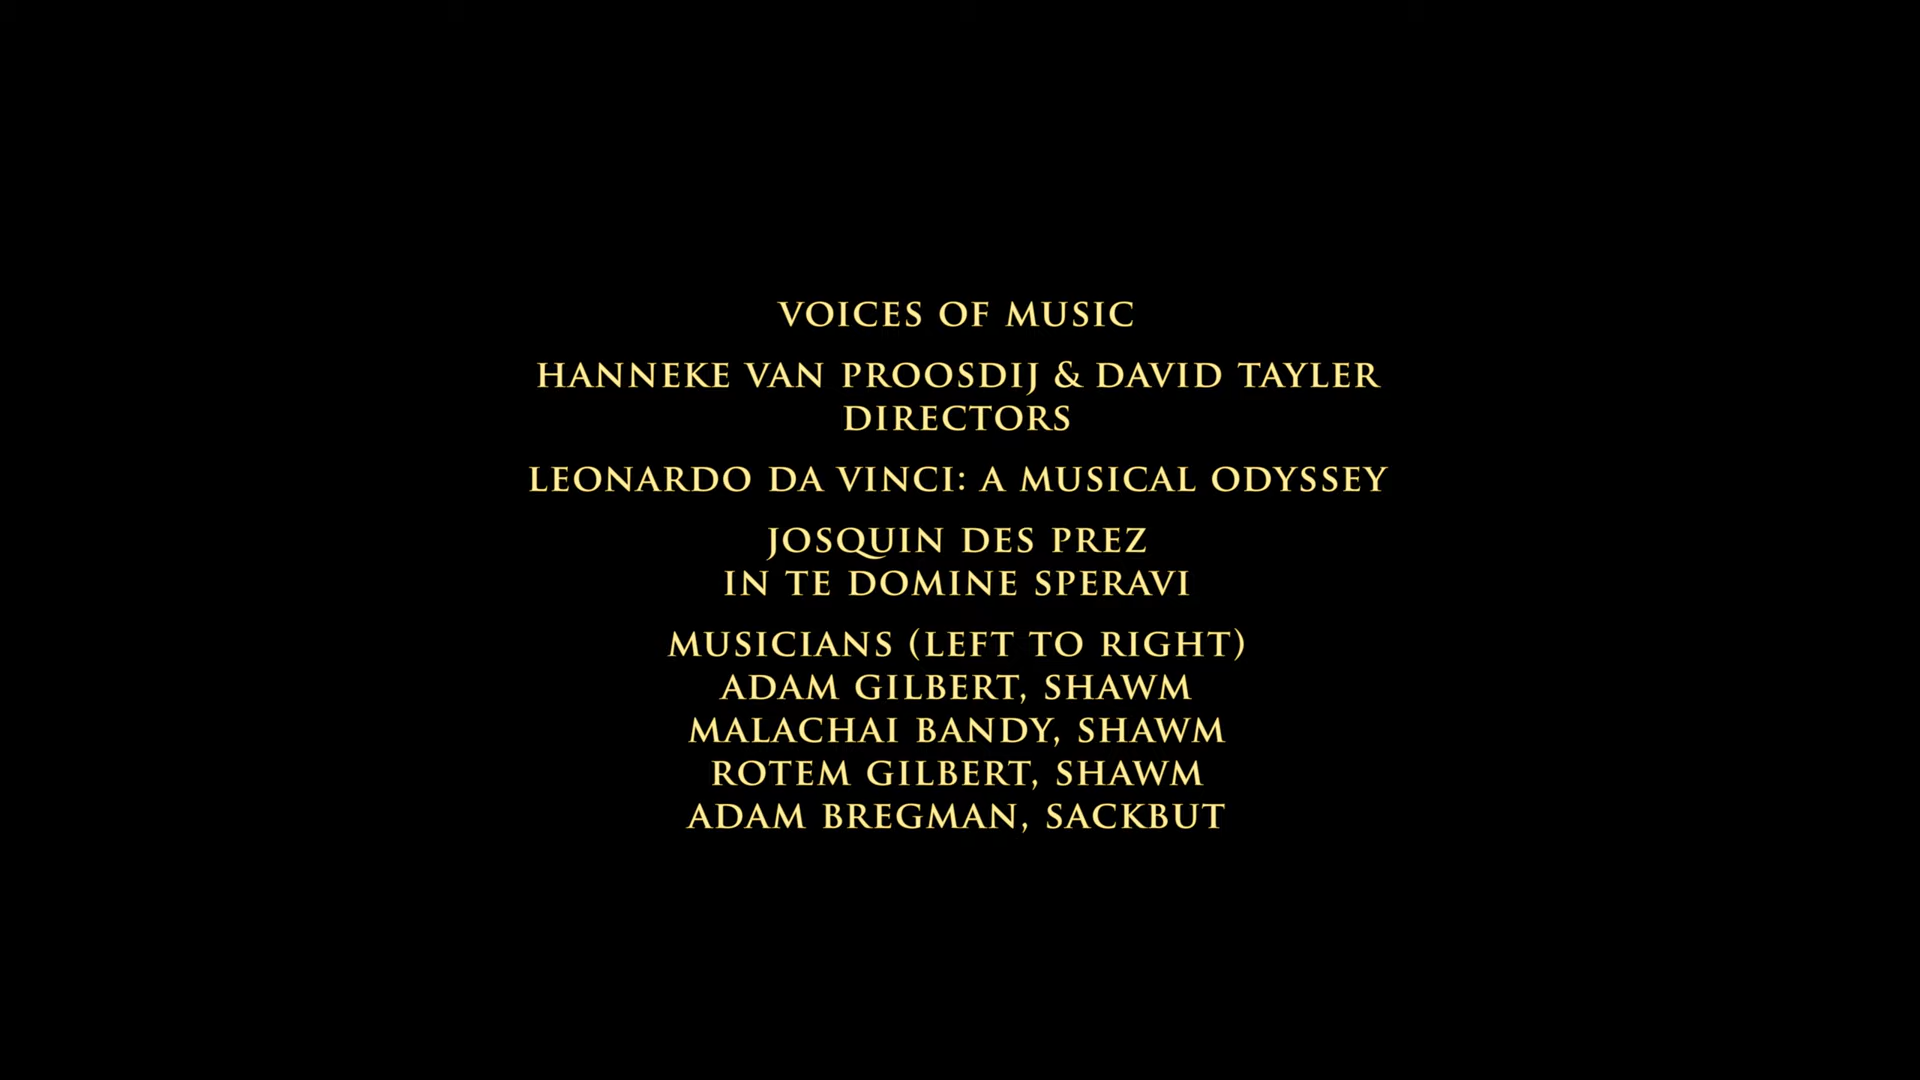 VOICES OF MUSIC
HANNEKE VAN PROOSDIJ & DAVID TAYLER
DIRECTORS
LEONARDO DA VINCI: A MUSICAL ODYSSEY
JOSQUIN DES PREZ
IN TE DOMINE SPERAVI
MUSICIANS (LEFT TO RIGHT)
ADAM GILBERT, SHAWM
MALACHAI BANDY, SHAWM
ROTEM GILBERT, SHAWM
ADAM BREGMAN, SACKBUT